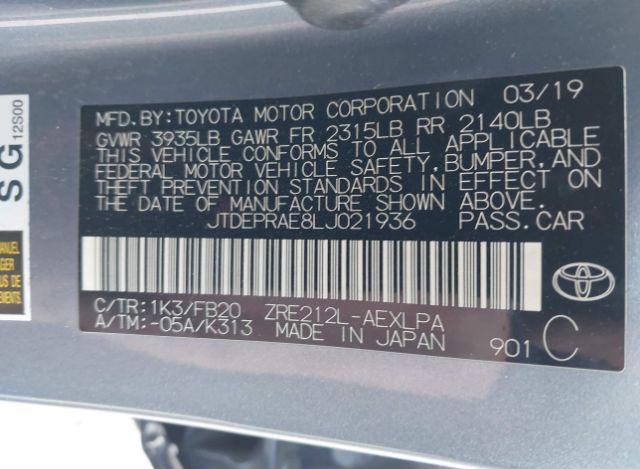 MFD.BY:TOYOTA MOTOR CORPORATION 03/19
GVWR 3935LB GAWR FR 2315LB RR 2140LB
THIS VEHICLE CONFORMS TO ALL APPLICABLE
FEDERAL MOTOR VEHICLE SAFETY,BUMPER,AND
THEFT PREVENTION STANDARDS IN EFFECT ON
THE DATE OF MANUFACTURE SHOWN ABOVE.
JTDEPRAE8LJ021936 PASS.CAR
C/TR:1K3/FB20 ZRE212L-AEXLPA
A/TM:-05A/K313 MADE IN JAPAN 901 C
SG 12S00